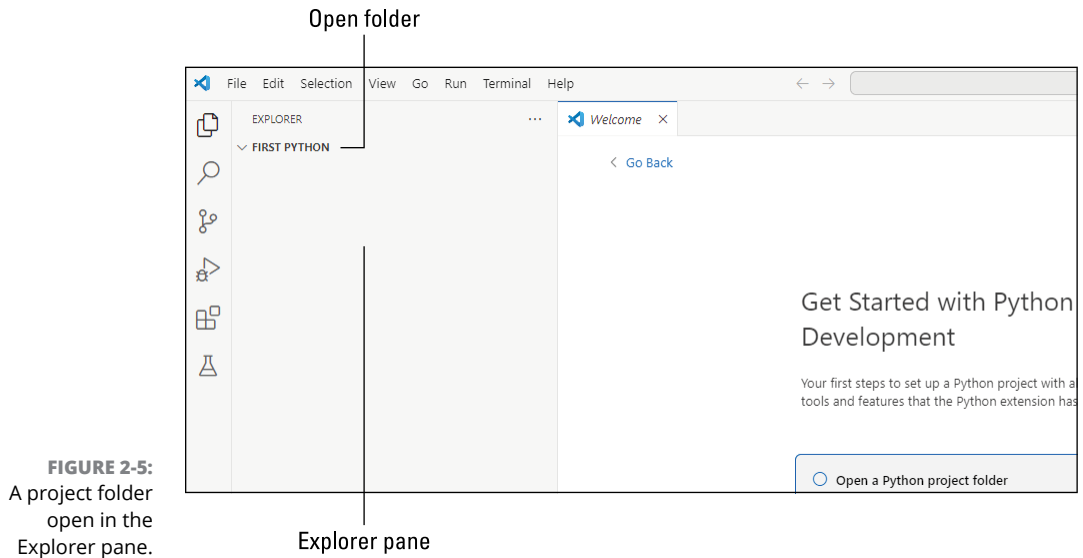 Open folder
File Edit Selection View Go Run Terminal Help
EXPLORER
Welcome
FIRST PYTHON
Go Back
Get Started with Python
Development
Your first steps to set up a Python project with a
tools and features that the Python extension has
Open a Python project folder
FIGURE 2-5:
A project folder
open in the
Explorer pane.
Explorer pane